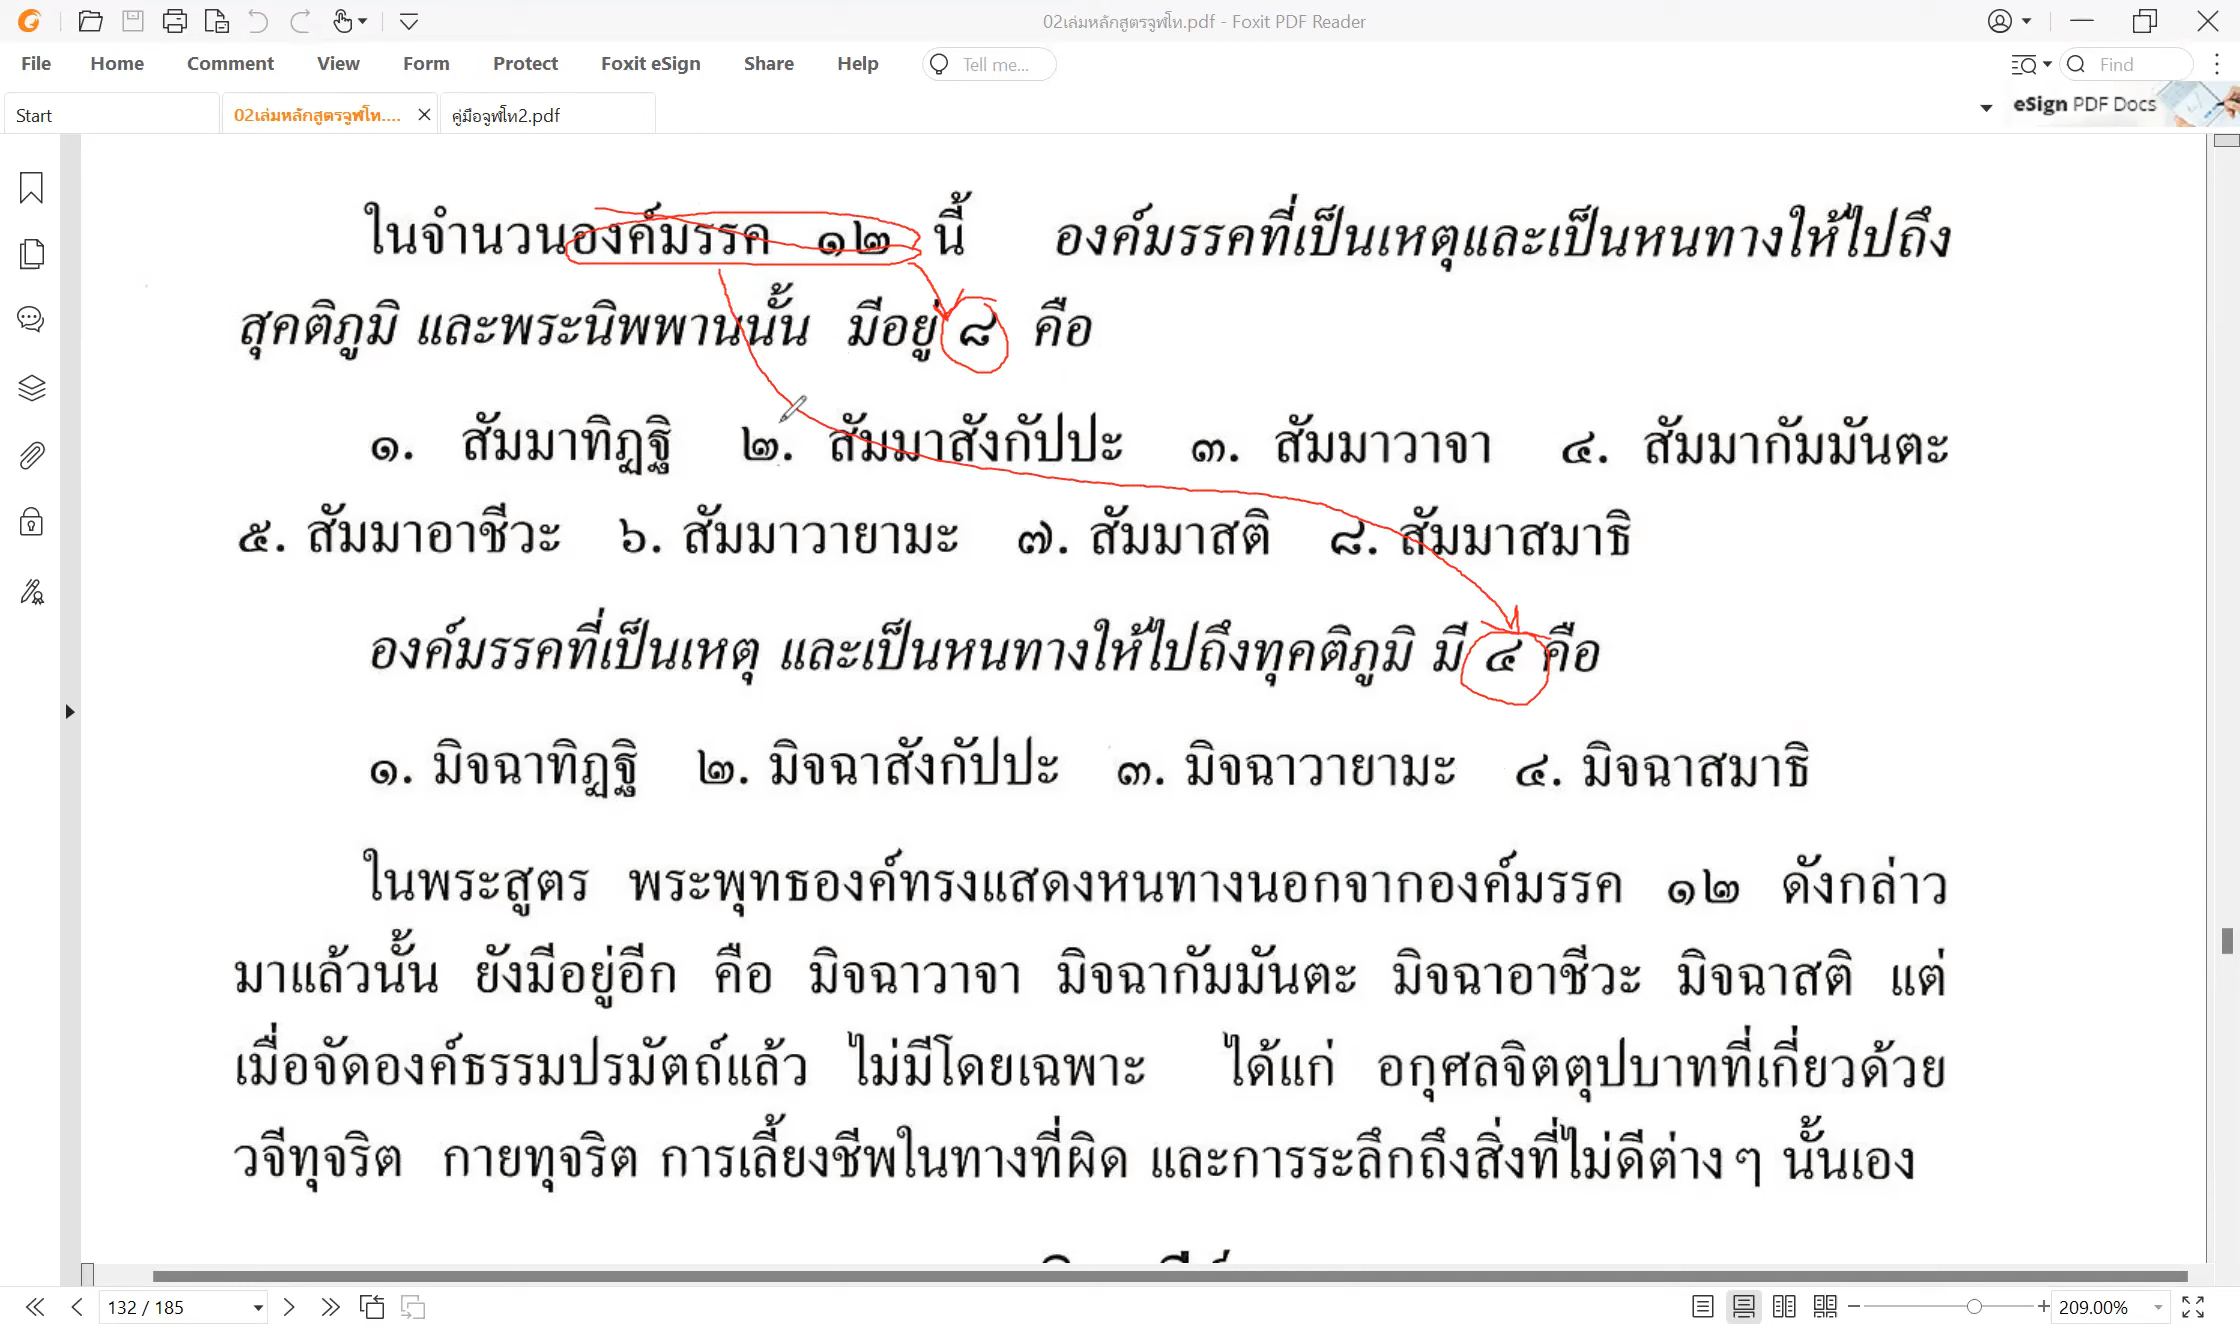 02เล่มหลักสูตรจูฬโท.pdf - Foxit PDF Reader
File Home Comment View Form Protect Foxit eSign Share Help Tell me... Find
Start 02เล่มหลักสูตรจูฬโท.... คู่มือจูฬโท2.pdf eSign PDF Docs
ในจำนวนองค์มรรค ๑๒ นี้ องค์มรรคที่เป็นเหตุและเป็นหนทางให้ไปถึง
สุคติภูมิ และพระนิพพานนั้น มีอยู่ ๘ คือ
๑. สัมมาทิฏฐิ ๒. สัมมาสังกัปปะ ๓. สัมมาวาจา ๔. สัมมากัมมันตะ
๕. สัมมาอาชีวะ ๖. สัมมาวายามะ ๗. สัมมาสติ ๘. สัมมาสมาธิ
องค์มรรคที่เป็นเหตุ และเป็นหนทางให้ไปถึงทุคติภูมิ มี ๔ คือ
๑. มิจฉาทิฏฐิ ๒. มิจฉาสังกัปปะ ๓. มิจฉาวายามะ ๔. มิจฉาสมาธิ
ในพระสูตร พระพุทธองค์ทรงแสดงหนทางนอกจากองค์มรรค ๑๒ ดังกล่าว
มาแล้วนั้น ยังมีอยู่อีก คือ มิจฉาวาจา มิจฉากัมมันตะ มิจฉาอาชีวะ มิจฉาสติ แต่
เมื่อจัดองค์ธรรมปรมัตถ์แล้ว ไม่มีโดยเฉพาะ ได้แก่ อกุศลจิตตุปบาทที่เกี่ยวด้วย
วจีทุจริต กายทุจริต การเลี้ยงชีพในทางที่ผิด และการระลึกถึงสิ่งที่ไม่ดีต่าง ๆ นั้นเอง
132 / 185 209.00%